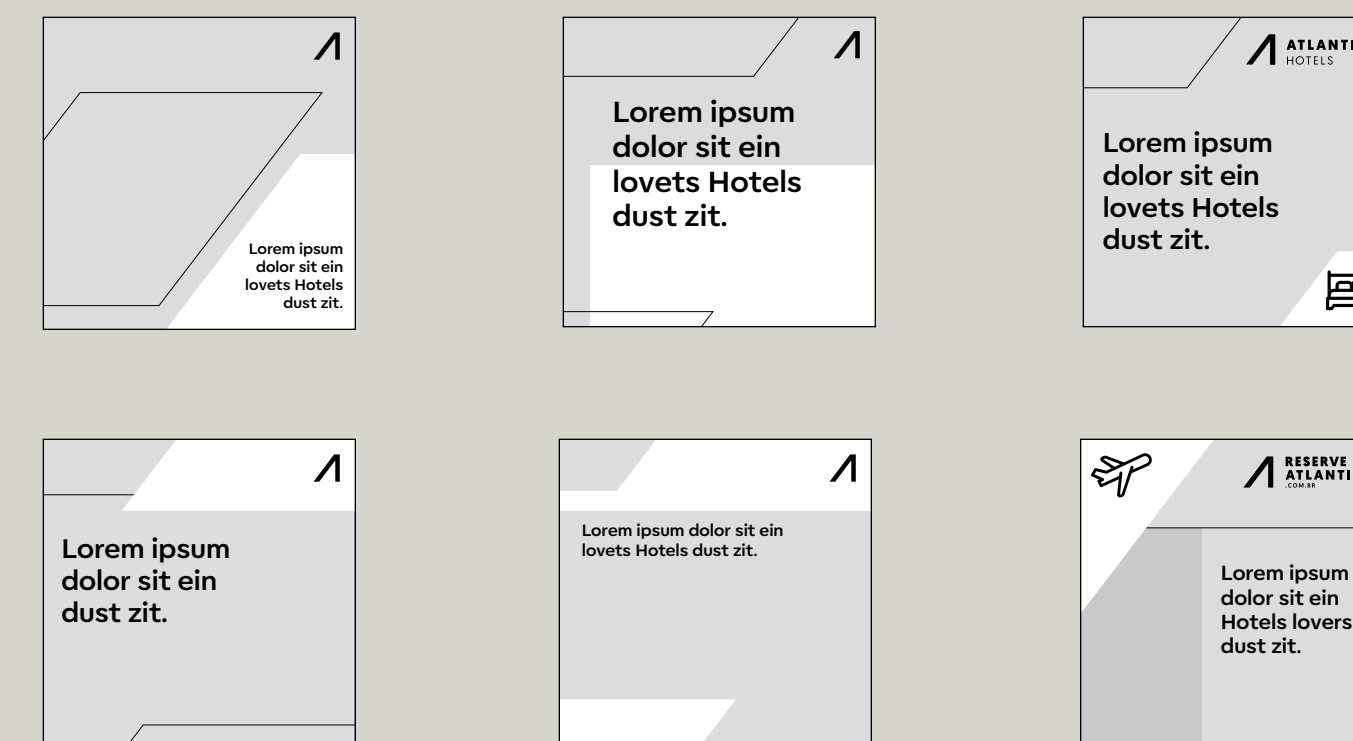 Lorem ipsum
dolor sit ein
lovets Hotels
dust zit.
Lorem ipsum
dolor sit ein
lovets Hotels
dust zit.
ATLANTI
HOTELS
Lorem ipsum
dolor sit ein
lovets Hotels
dust zit.
Lorem ipsum
dolor sit ein
dust zit.
Lorem ipsum dolor sit ein
lovets Hotels dust zit.
RESERVE
ATLANTI
.COM.BR
Lorem ipsum
dolor sit ein
Hotels lovers
dust zit.